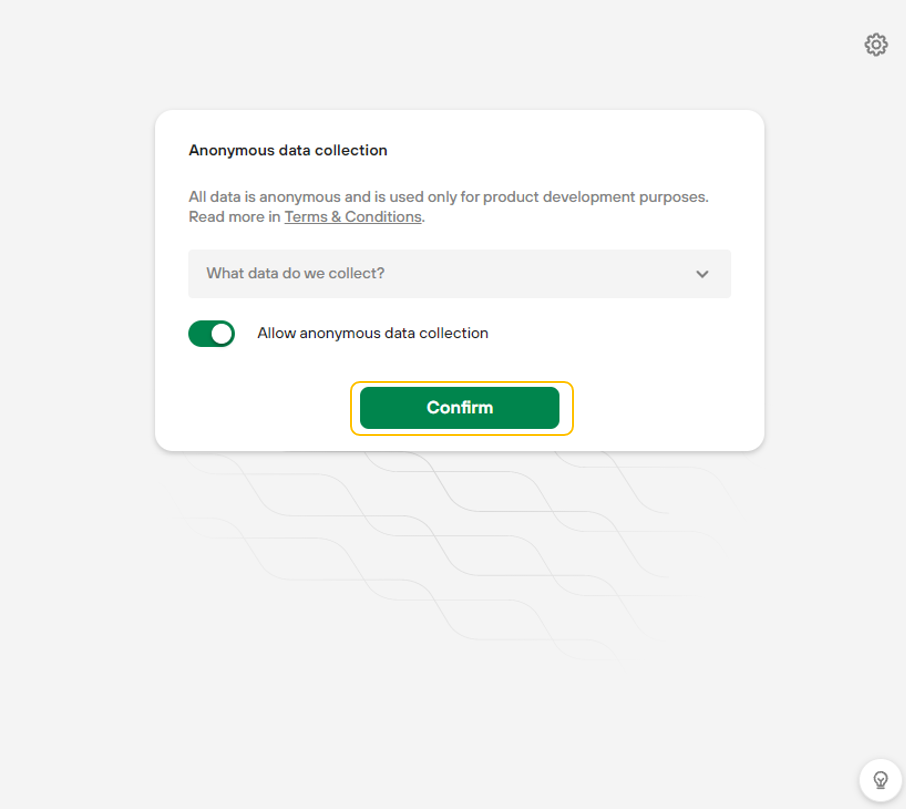 Anonymous data collection
All data is anonymous and is used only for product development purposes.
Read more in Terms & Conditions.
What data do we collect?
Allow anonymous data collection
Confirm